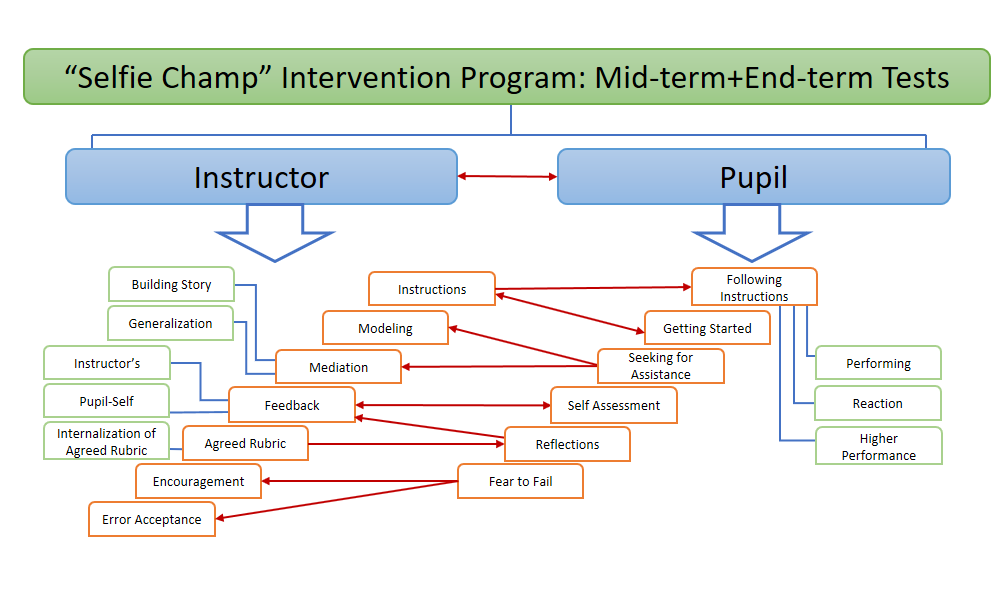 “Selfie Champ” Intervention Program: Mid-term+End-term Tests
Instructor
Pupil
Building Story
Generalization
Instructor’s
Pupil-Self
Internalization of
Agreed Rubric
Instructions
Modeling
Mediation
Feedback
Agreed Rubric
Encouragement
Error Acceptance
Following
Instructions
Getting Started
Seeking for
Assistance
Self Assessment
Reflections
Fear to Fail
Performing
Reaction
Higher
Performance